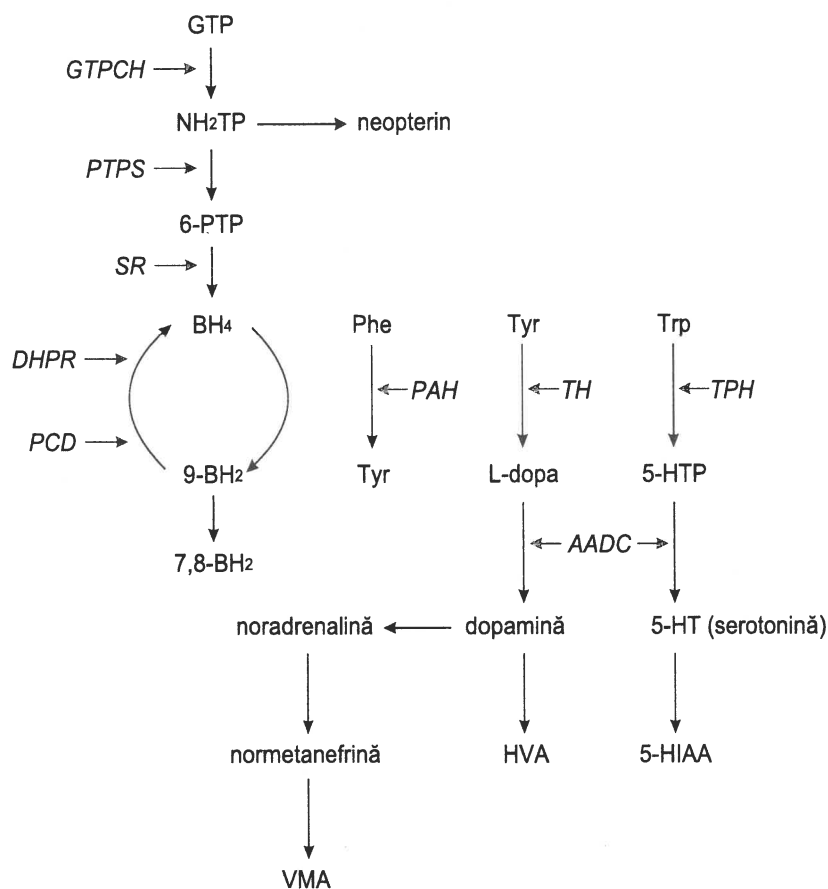 GTP
GTPCH
NH₂TP neopterin
PTPS
6-PTP
SR
BH₄ Phe Tyr Trp
DHPR
PAH TH TPH
PCD
9-BH₂ Tyr L-dopa 5-HTP
AADC
7,8-BH₂
noradrenalină dopamină 5-HT (serotonină)
normetanefrină HVA 5-HIAA
VMA